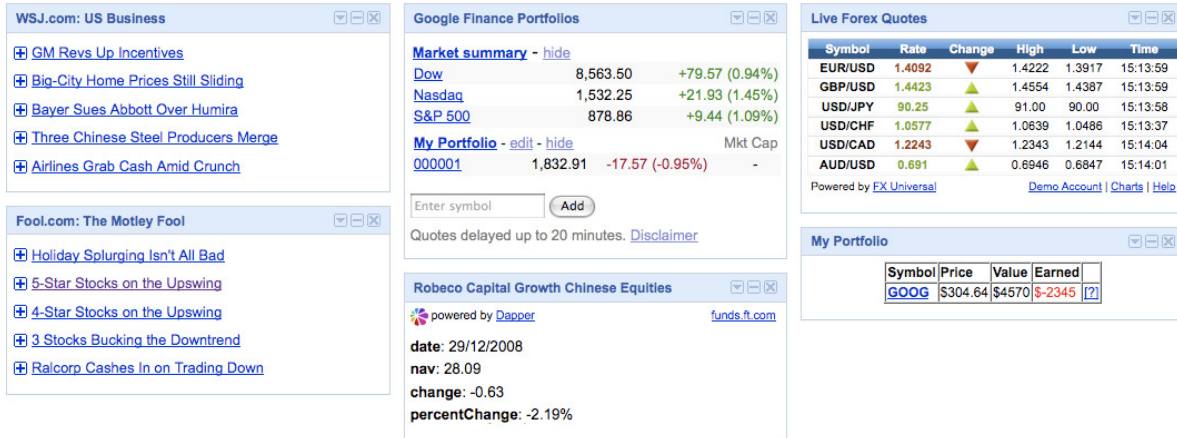 WSJ.com: US Business
GM Revs Up Incentives
Big-City Home Prices Still Sliding
Bayer Sues Abbott Over Humira
Three Chinese Steel Producers Merge
Airlines Grab Cash Amid Crunch
Fool.com: The Motley Fool
Holiday Splurging Isn't All Bad
5-Star Stocks on the Upswing
4-Star Stocks on the Upswing
3 Stocks Bucking the Downtrend
Ralcorp Cashes In on Trading Down
Google Finance Portfolios
Market summary - hide
Dow 8,563.50 +79.57 (0.94%)
Nasdaq 1,532.25 +21.93 (1.45%)
S&P 500 878.86 +9.44 (1.09%)
My Portfolio - edit - hide Mkt Cap
000001 1,832.91 -17.57 (-0.95%) -
Enter symbol Add
Quotes delayed up to 20 minutes. Disclaimer
Robeco Capital Growth Chinese Equities
powered by Dapper funds.ft.com
date: 29/12/2008
nav: 28.09
change: -0.63
percentChange: -2.19%
Live Forex Quotes
Symbol Rate Change High Low Time
EUR/USD 1.4092 1.4222 1.3917 15:13:59
GBP/USD 1.4423 1.4554 1.4387 15:13:59
USD/JPY 90.25 91.00 90.00 15:13:58
USD/CHF 1.0577 1.0639 1.0486 15:13:37
USD/CAD 1.2243 1.2343 1.2144 15:14:04
AUD/USD 0.691 0.6946 0.6847 15:14:01
Powered by FX Universal Demo Account | Charts | Help
My Portfolio
Symbol Price Value Earned
GOOG $304.64 $4570 $-2345 [?]